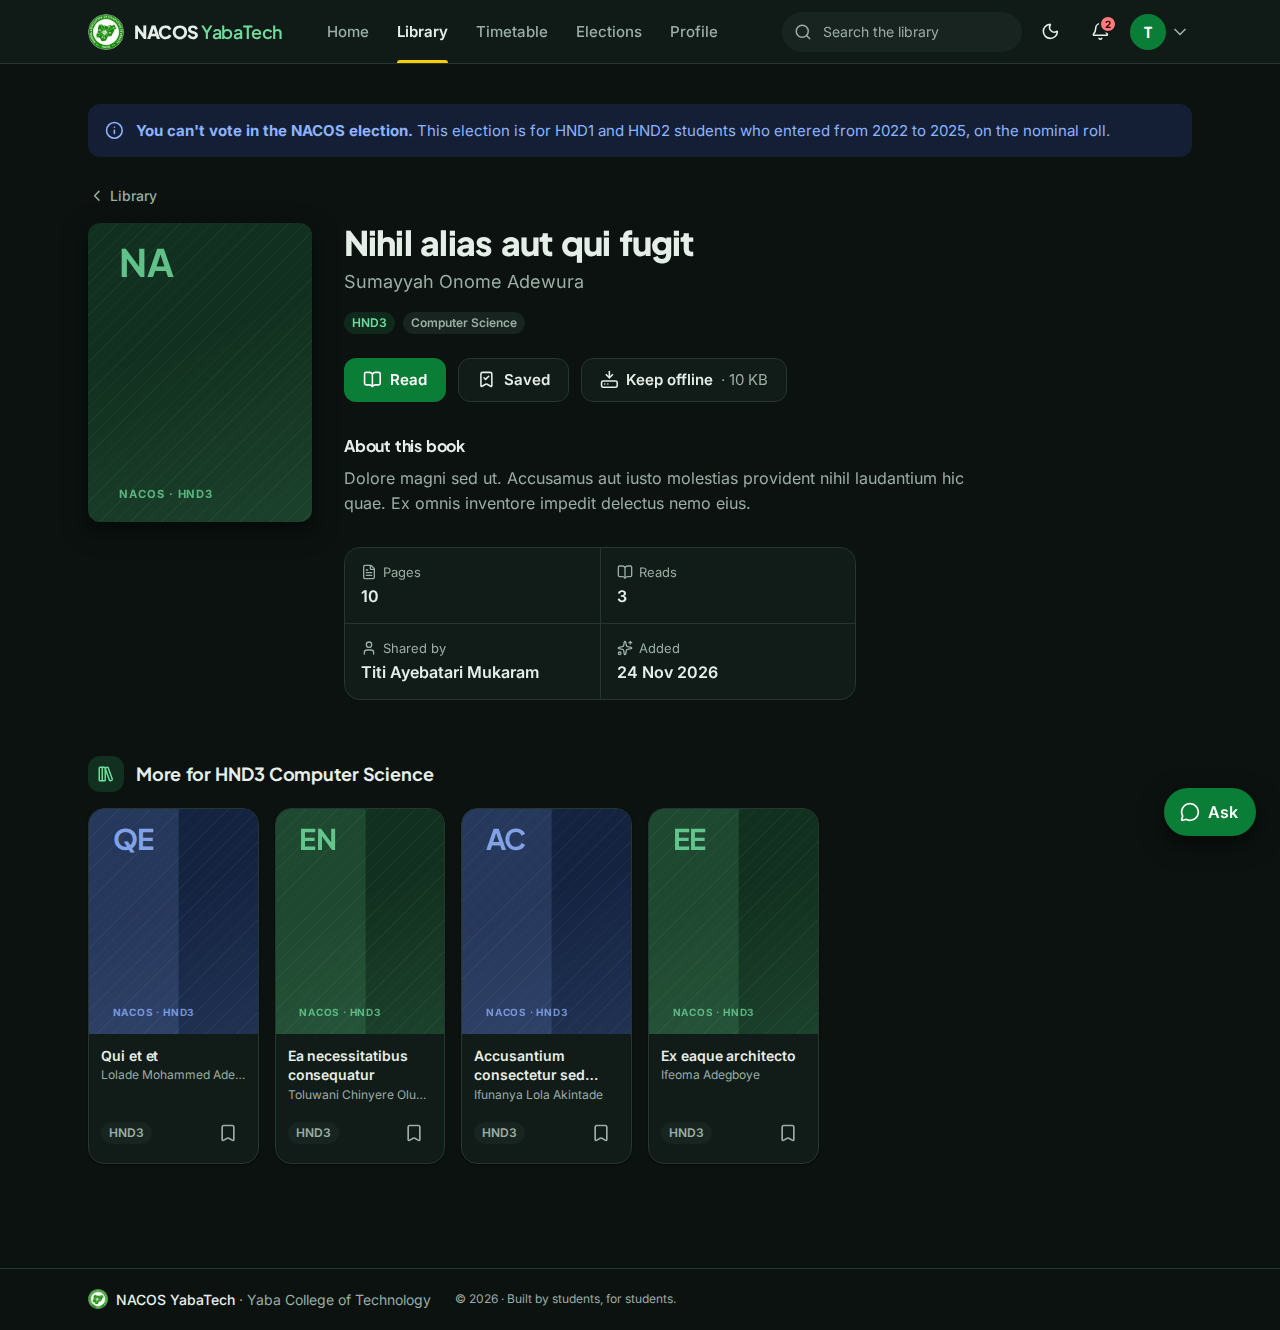 NACOS YabaTech
Home
Library
Timetable
Elections
Profile
Search the library
2
T
You can't vote in the NACOS election. This election is for HND1 and HND2 students who entered from 2022 to 2025, on the nominal roll.
Library
NA
NACOS · HND3
Nihil alias aut qui fugit
Sumayyah Onome Adewura
HND3
Computer Science
Read
Saved
Keep offline · 10 KB
About this book
Dolore magni sed ut. Accusamus aut iusto molestias provident nihil laudantium hic
quae. Ex omnis inventore impedit delectus nemo eius.
Pages
10
Reads
3
Shared by
Titi Ayebatari Mukaram
Added
24 Nov 2026
More for HND3 Computer Science
QE
NACOS · HND3
Qui et et
Lolade Mohammed Ade...
HND3
EN
NACOS · HND3
Ea necessitatibus
consequatur
Toluwani Chinyere Olu...
HND3
AC
NACOS · HND3
Accusantium
consectetur sed...
Ifunanya Lola Akintade
HND3
EE
NACOS · HND3
Ex eaque architecto
Ifeoma Adegboye
HND3
Ask
NACOS YabaTech · Yaba College of Technology
© 2026 · Built by students, for students.